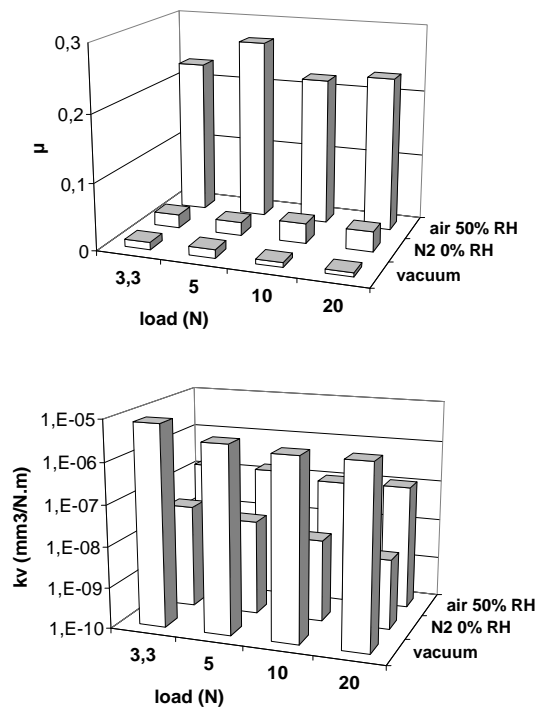 0,3
0,2
0,1
0
µ
3,3
5
10
20
load (N)
air 50% RH
N2 0% RH
vacuum
1,E-05
1,E-06
1,E-07
1,E-08
1,E-09
1,E-10
kv (mm3/N.m)
3,3
5
10
20
load (N)
air 50% RH
N2 0% RH
vacuum